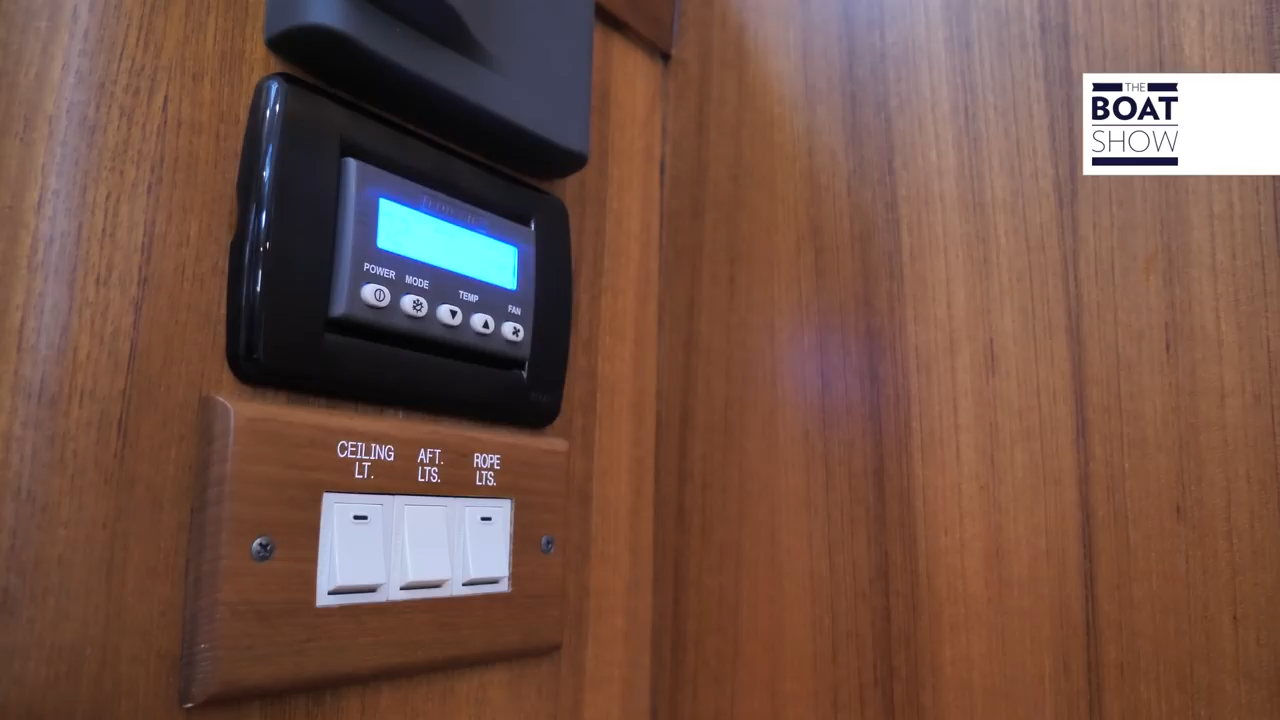 THE
BOAT
SHOW
POWER MODE TEMP FAN
CEILING AFT. ROPE
LT. LTS. LTS.